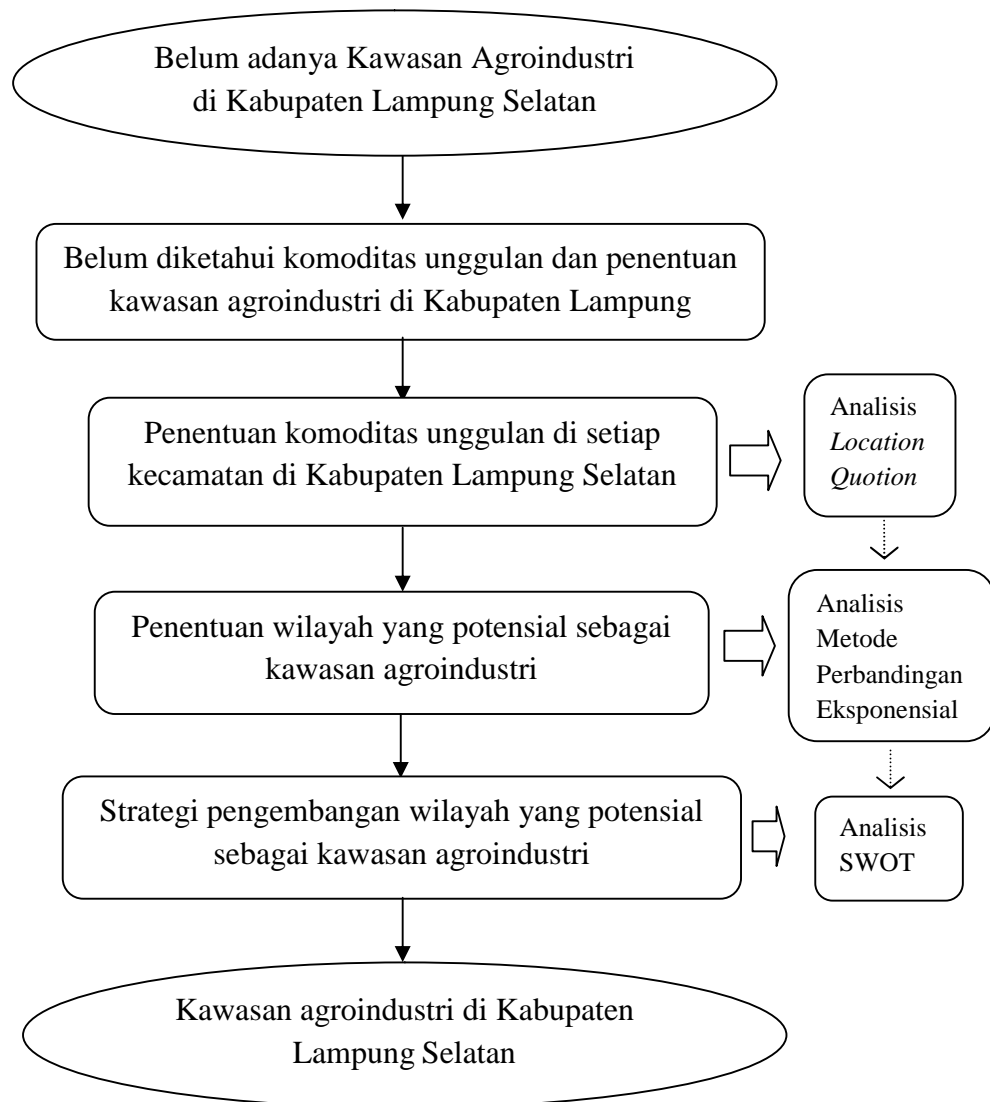 Belum adanya Kawasan Agroindustri
di Kabupaten Lampung Selatan
Belum diketahui komoditas unggulan dan penentuan
kawasan agroindustri di Kabupaten Lampung
Penentuan komoditas unggulan di setiap
kecamatan di Kabupaten Lampung Selatan
Analisis
Location
Quotion
Penentuan wilayah yang potensial sebagai
kawasan agroindustri
Analisis
Metode
Perbandingan
Eksponensial
Strategi pengembangan wilayah yang potensial
sebagai kawasan agroindustri
Analisis
SWOT
Kawasan agroindustri di Kabupaten
Lampung Selatan